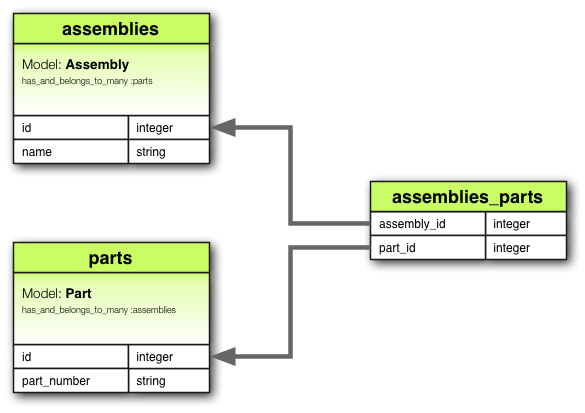 assemblies
Model: Assembly
has_and_belongs_to_many :parts
id integer
name string
assemblies_parts
assembly_id integer
part_id integer
parts
Model: Part
has_and_belongs_to_many :assemblies
id integer
part_number string